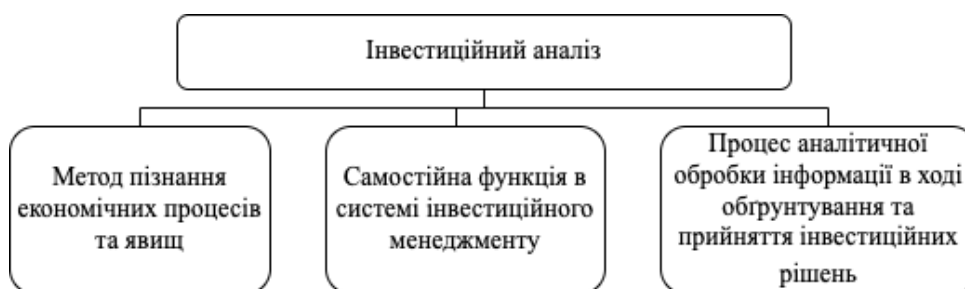 Інвестиційний аналіз
Метод пізнання
економічних процесів
та явищ
Самостійна функція в
системі інвестиційного
менеджменту
Процес аналітичної
обробки інформації в ході
обґрунтування та
прийняття інвестиційних
рішень